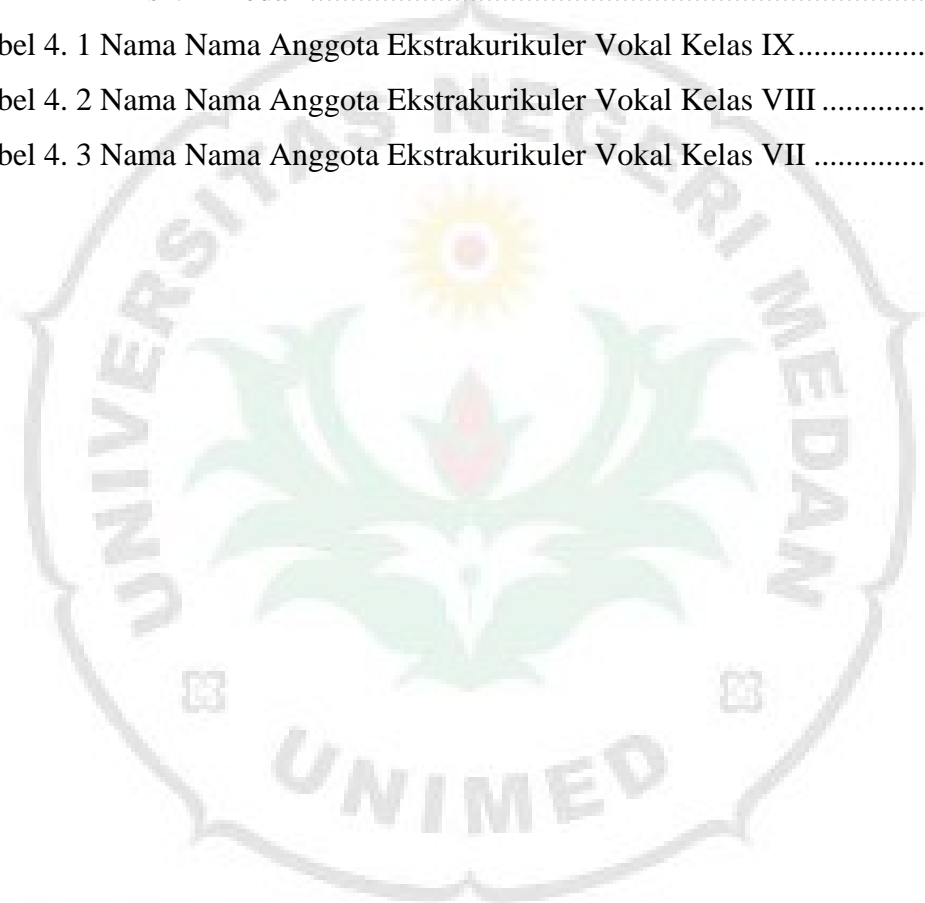 bel 4. 1 Nama Nama Anggota Ekstrakurikuler Vokal Kelas IX................
bel 4. 2 Nama Nama Anggota Ekstrakurikuler Vokal Kelas VIII .............
bel 4. 3 Nama Nama Anggota Ekstrakurikuler Vokal Kelas VII ..............
UNIVERSITAS NEGERI MEDAN
UNIMED